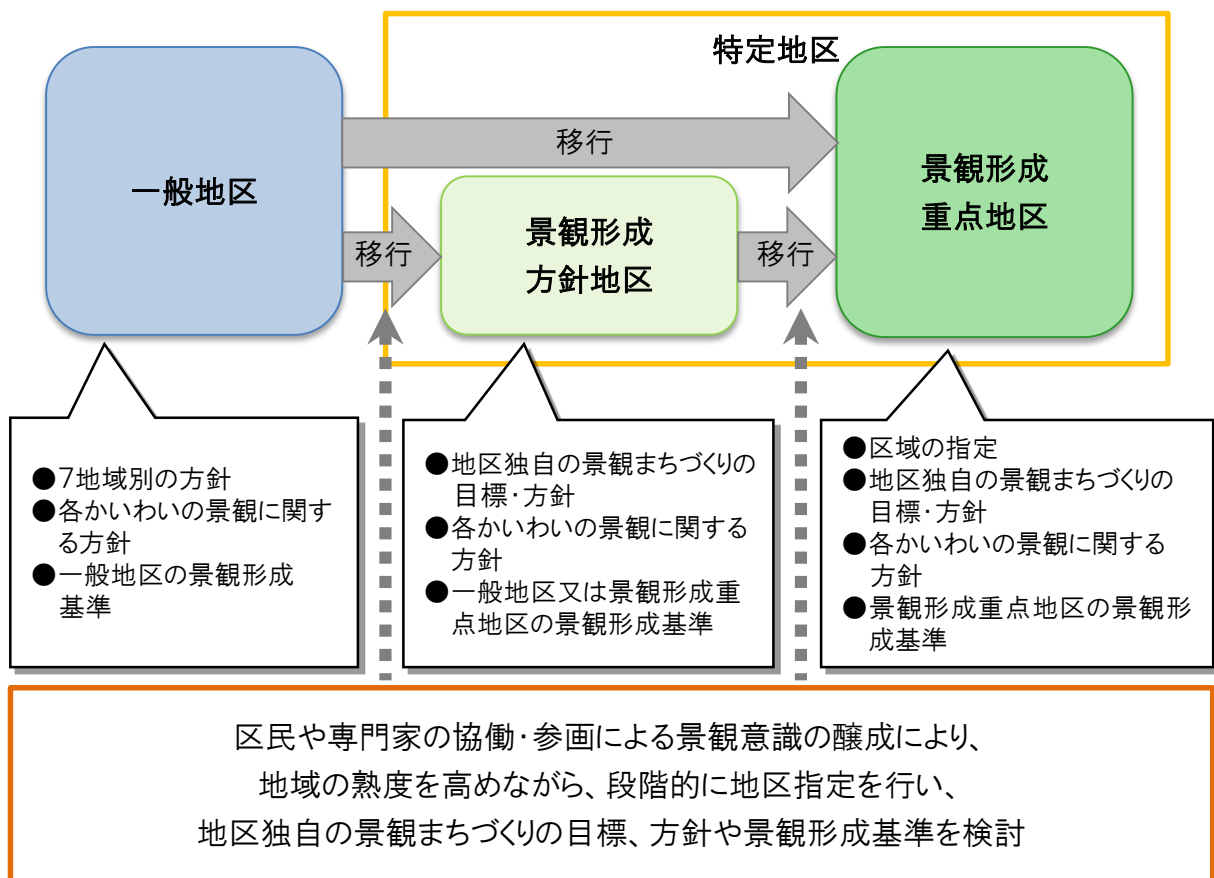 特定地区
一般地区
移行
景観形成
重点地区
移行
景観形成
方針地区
移行
●7地域別の方針
●各かいわいの景観に関す
る方針
●一般地区の景観形成
基準
●地区独自の景観まちづくりの
目標・方針
●各かいわいの景観に関する
方針
●一般地区又は景観形成重
点地区の景観形成基準
●区域の指定
●地区独自の景観まちづくりの
目標・方針
●各かいわいの景観に関する
方針
●景観形成重点地区の景観形
成基準
区民や専門家の協働・参画による景観意識の醸成により、
地域の熟度を高めながら、段階的に地区指定を行い、
地区独自の景観まちづくりの目標、方針や景観形成基準を検討